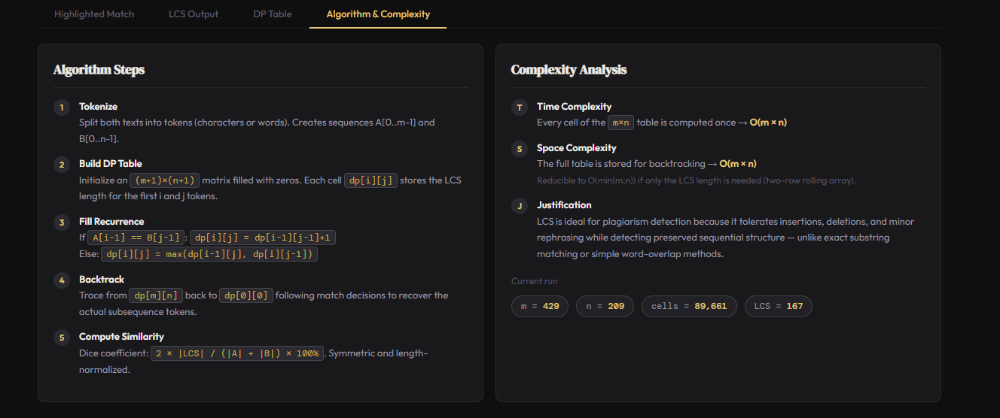 Highlighted Match
LCS Output
DP Table
Algorithm & Complexity
Algorithm Steps
1
Tokenize
Split both texts into tokens (characters or words). Creates sequences A[0..m-1] and
B[0..n-1].
2
Build DP Table
Initialize an (m+1)×(n+1) matrix filled with zeros. Each cell dp[i][j] stores the LCS
length for the first i and j tokens.
3
Fill Recurrence
If A[i-1] == B[j-1] : dp[i][j] = dp[i-1][j-1]+1
Else: dp[i][j] = max(dp[i-1][j], dp[i][j-1])
4
Backtrack
Trace from dp[m][n] back to dp[0][0] following match decisions to recover the
actual subsequence tokens.
5
Compute Similarity
Dice coefficient: 2 × |LCS| / (|A| + |B|) × 100% . Symmetric and length-
normalized.
Complexity Analysis
T
Time Complexity
Every cell of the m×n table is computed once → O(m × n)
S
Space Complexity
The full table is stored for backtracking → O(m × n)
Reducible to O(min(m,n)) if only the LCS length is needed (two-row rolling array).
J
Justification
LCS is ideal for plagiarism detection because it tolerates insertions, deletions, and minor
rephrasing while detecting preserved sequential structure — unlike exact substring
matching or simple word-overlap methods.
Current run
m = 429
n = 209
cells = 89,661
LCS = 167